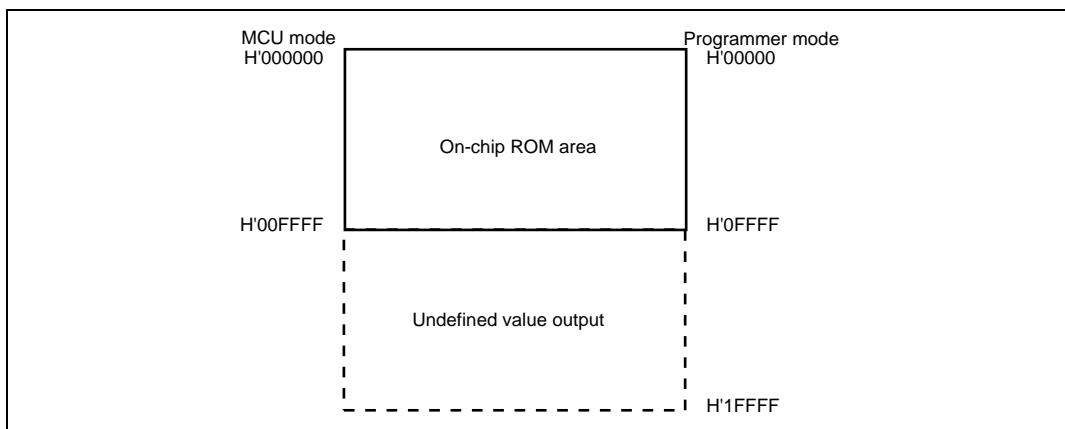 MCU mode
Programmer mode
H'000000
H'00000
On-chip ROM area
H'00FFFF
H'0FFFF
Undefined value output
H'1FFFF